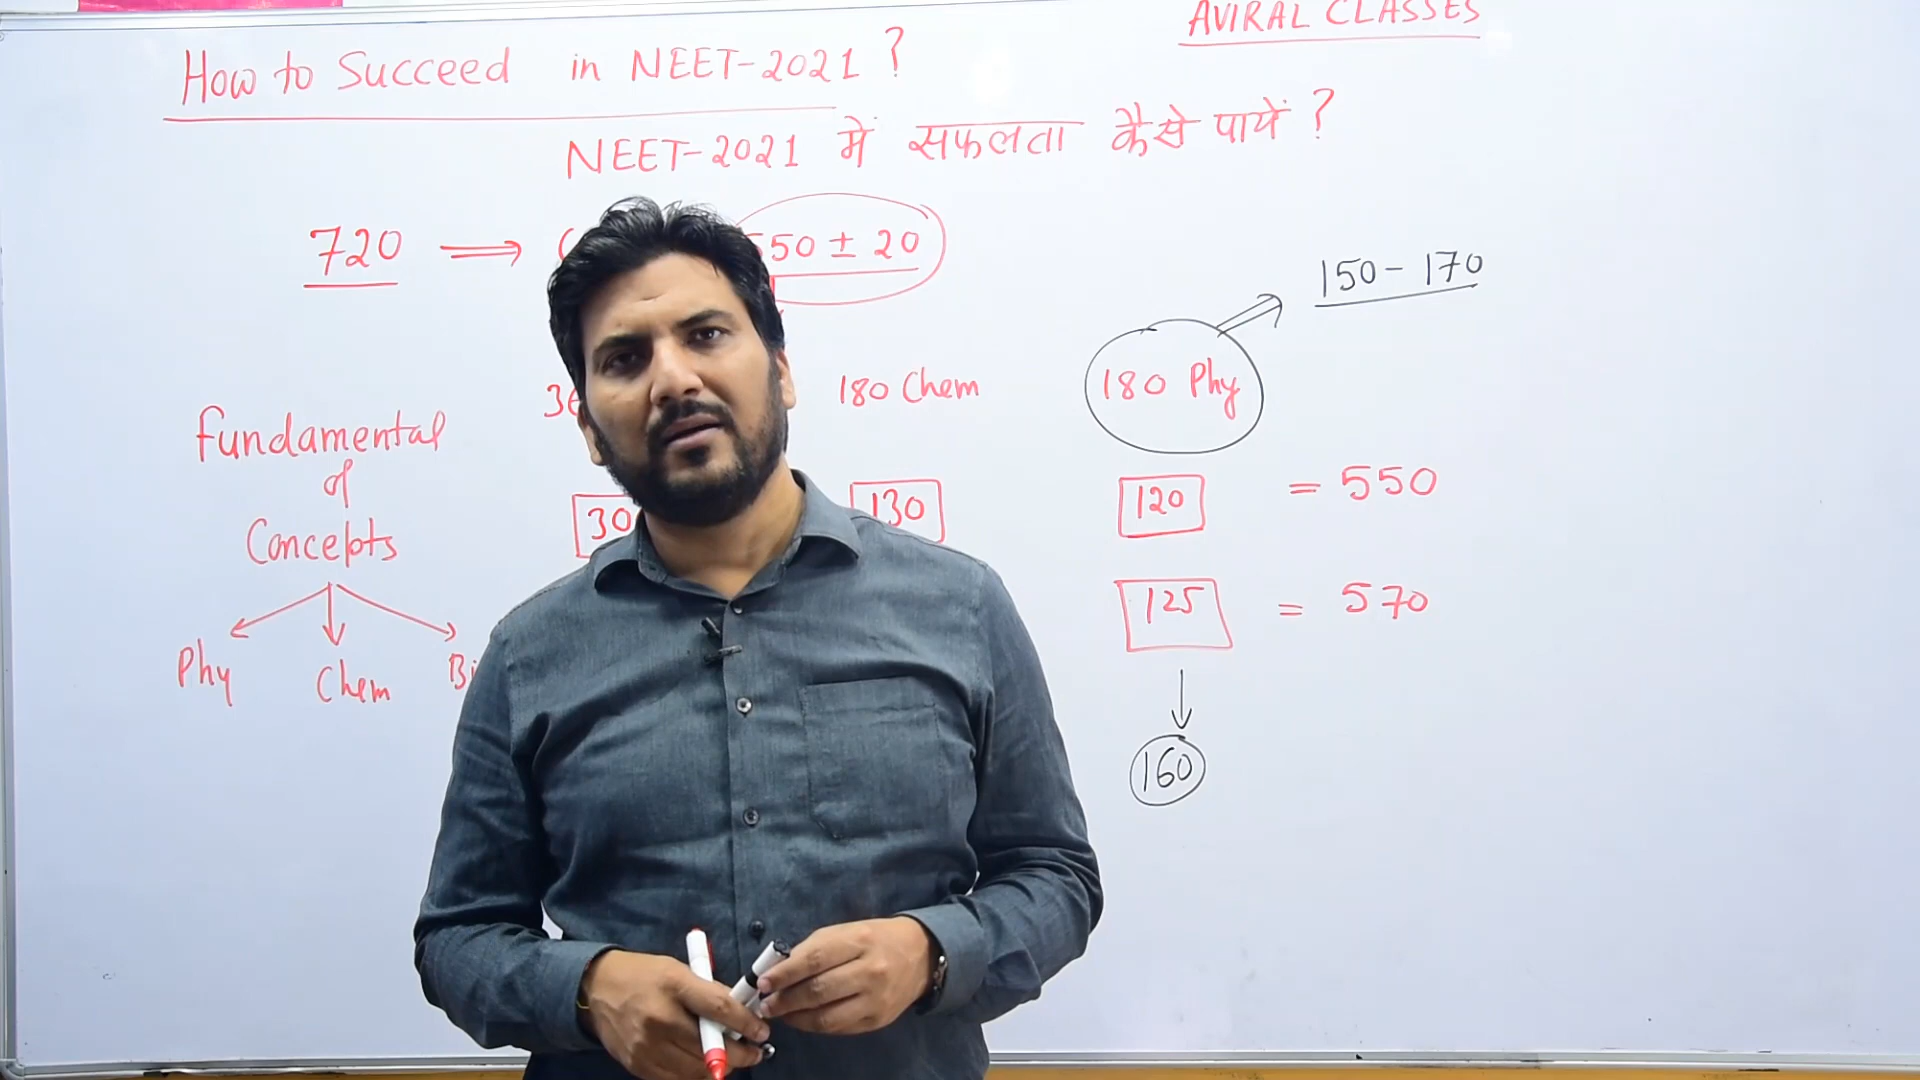 AVIRAL CLASSES
How to Succeed in NEET-2021 ?
NEET-2021 में सफलता कैसे पायें ?
720 → 550 ± 20
150 - 170
180 Chem 180 Phy
Fundamental
of
Concepts
130 120 = 550
125 = 570
Phy Chem
160